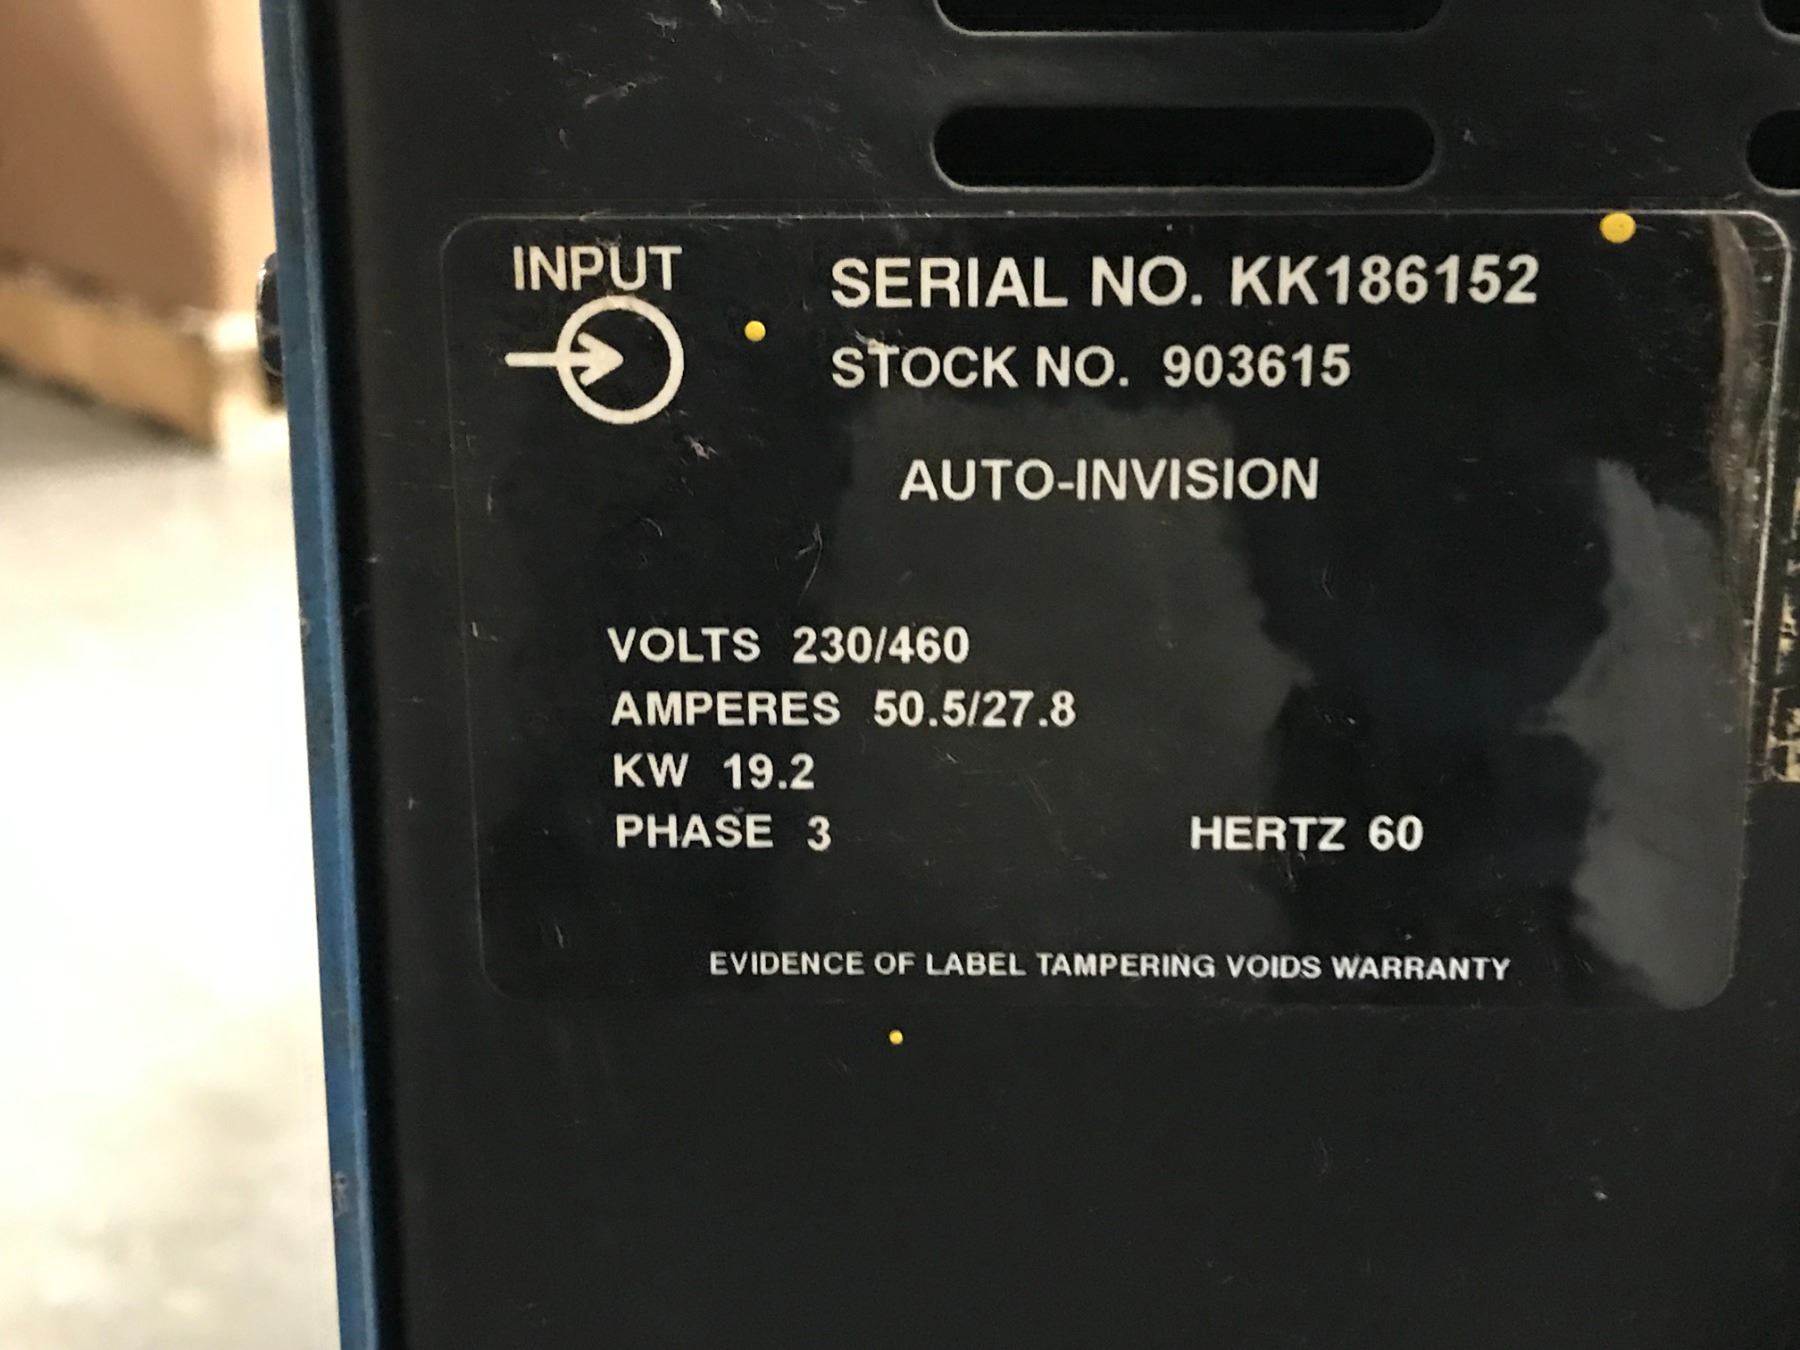 INPUT
SERIAL NO. KK186152
STOCK NO. 903615
AUTO-INVISION
VOLTS 230/460
AMPERES 50.5/27.8
KW 19.2
PHASE 3 HERTZ 60
EVIDENCE OF LABEL TAMPERING VOIDS WARRANTY